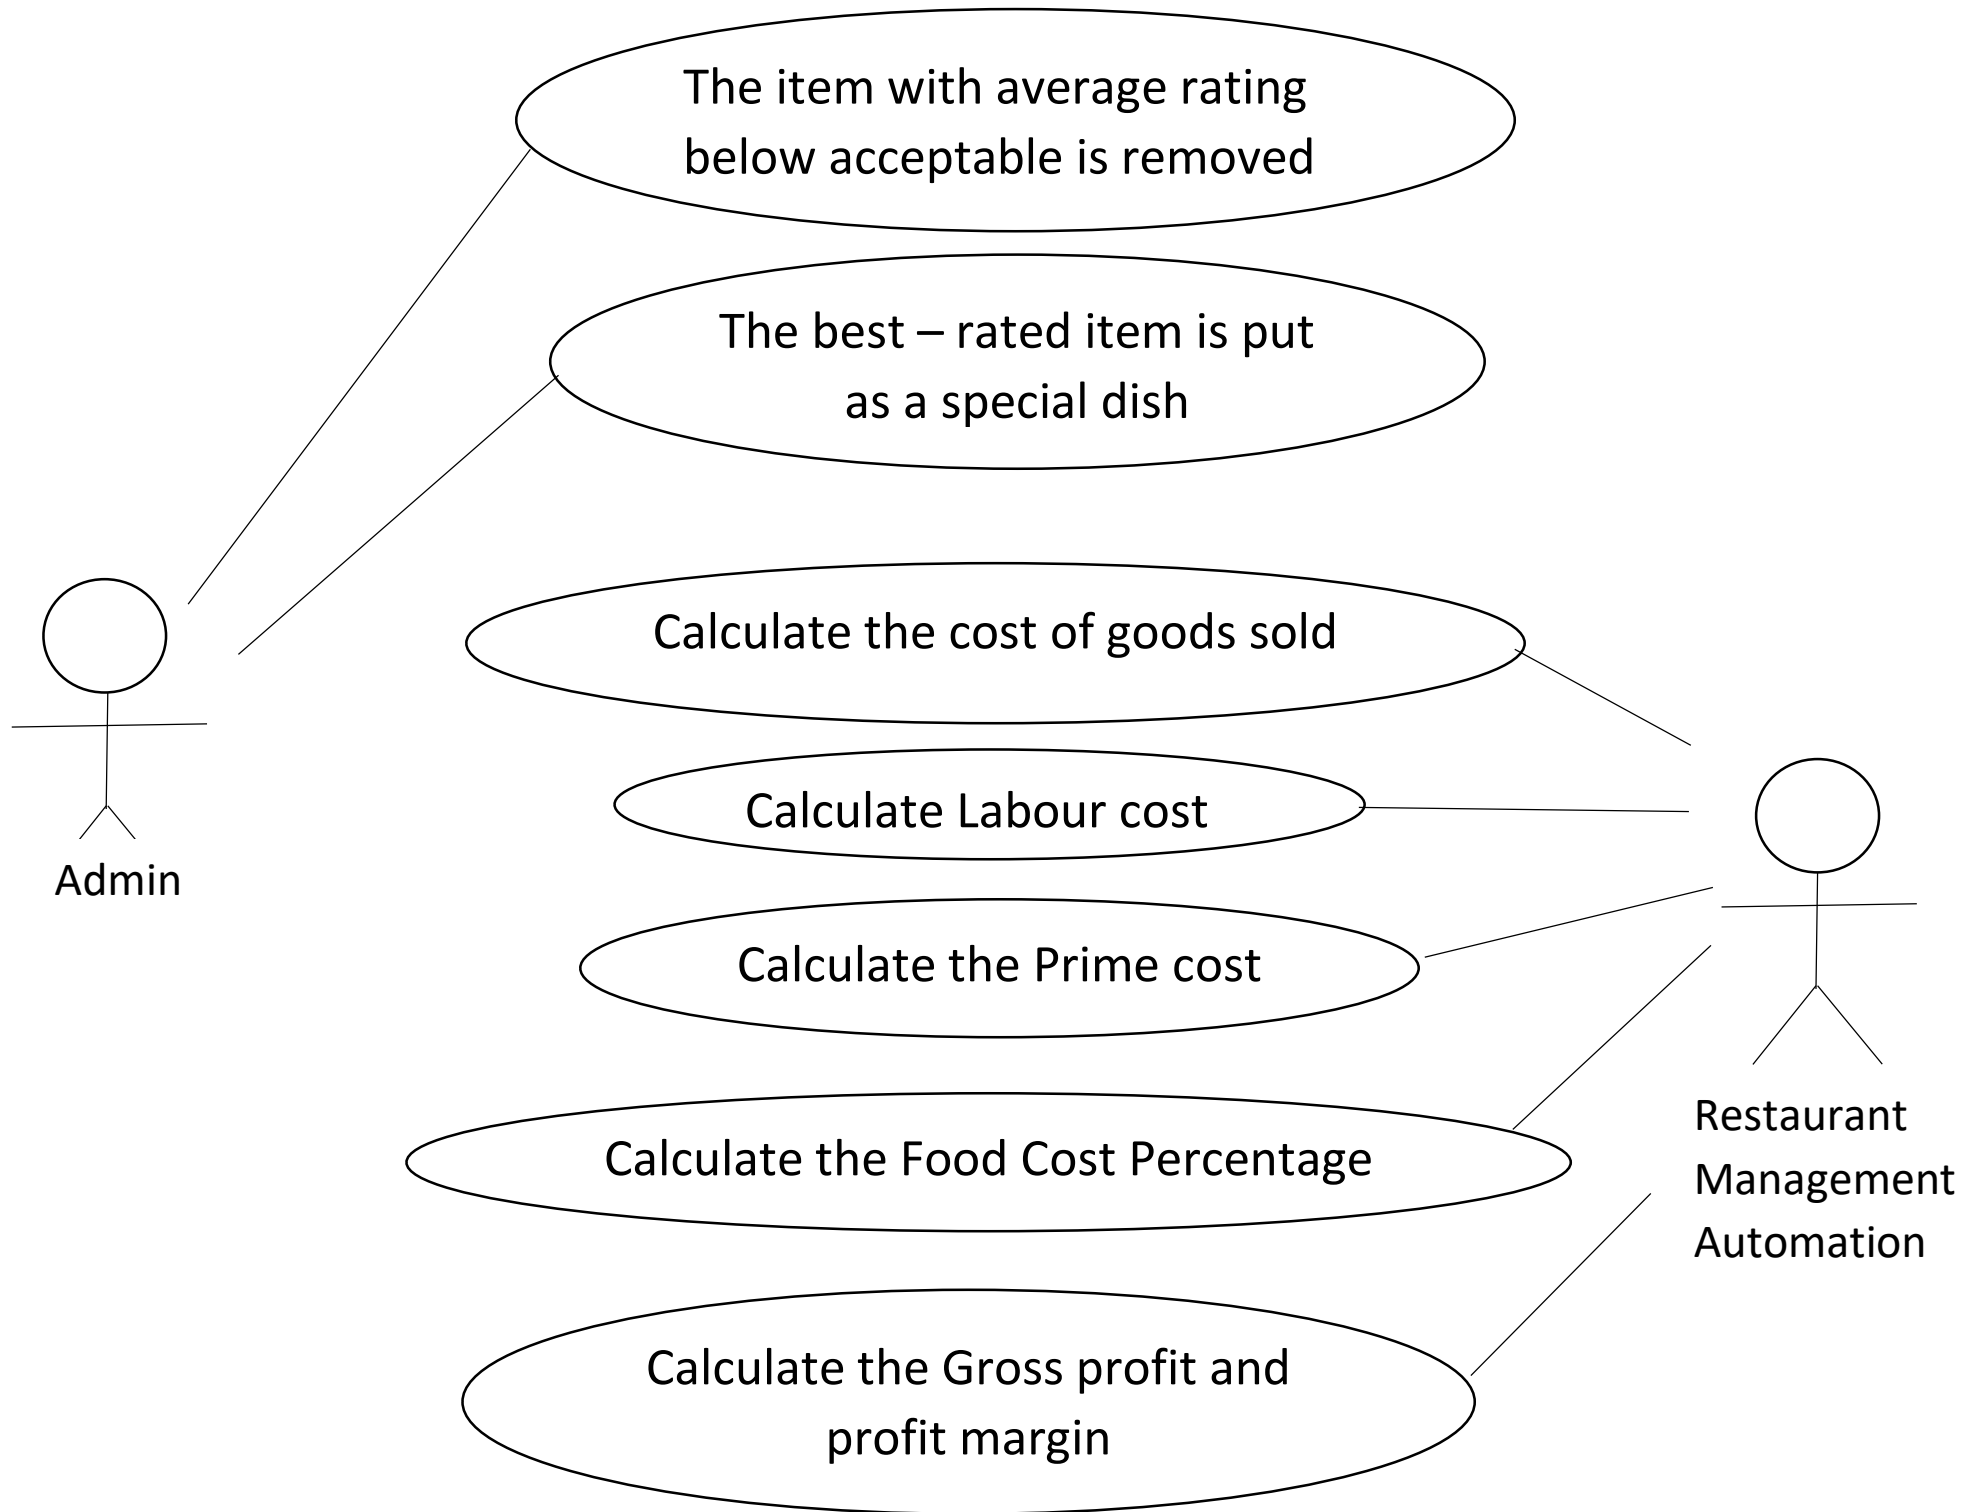 The item with average rating
below acceptable is removed
The best – rated item is put
as a special dish
Calculate the cost of goods sold
Calculate Labour cost
Admin
Calculate the Prime cost
Calculate the Food Cost Percentage
Restaurant
Management
Automation
Calculate the Gross profit and
profit margin